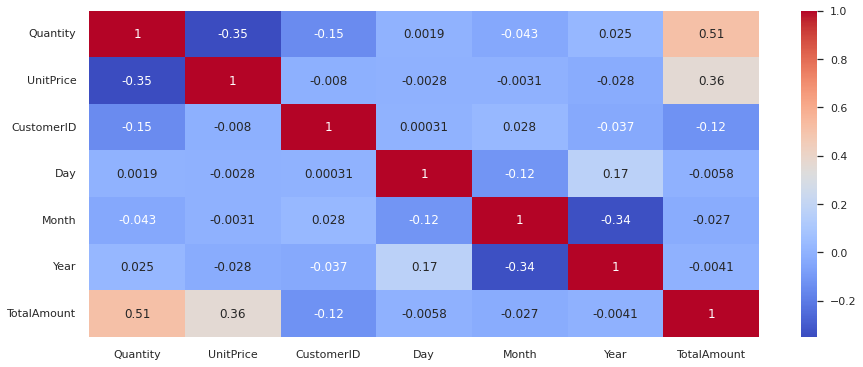 Quantity 1 -0.35 -0.15 0.0019 -0.043 0.025 0.51
UnitPrice -0.35 1 -0.008 -0.0028 -0.0031 -0.028 0.36
CustomerID -0.15 -0.008 1 0.00031 0.028 -0.037 -0.12
Day 0.0019 -0.0028 0.00031 1 -0.12 0.17 -0.0058
Month -0.043 -0.0031 0.028 -0.12 1 -0.34 -0.027
Year 0.025 -0.028 -0.037 0.17 -0.34 1 -0.0041
TotalAmount 0.51 0.36 -0.12 -0.0058 -0.027 -0.0041 1
Quantity UnitPrice CustomerID Day Month Year TotalAmount
1.0
0.8
0.6
0.4
0.2
0.0
−0.2